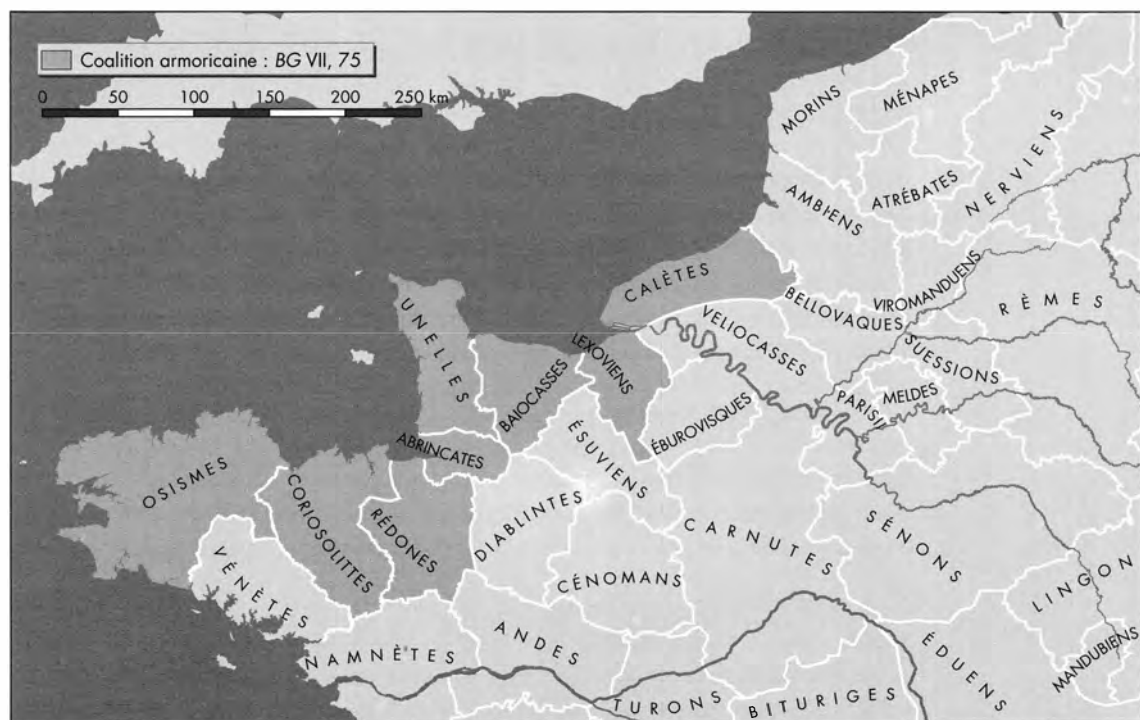 Coalition armoricaine : BG VII, 75
0 50 100 150 200 250 km
MORINS
MÉNAPES
NERVIENS
ATRÉBATES
AMBIENS
CALÈTES
VIROMANDUENS
BELLOVAQUES
RÈMES
UNELLES
VELIOCASSES
LEXOVIENS
SUESSIONS
BAIOCASSES
MELDES
PARISII
ÉBUROVISQUES
ÉSUVIENS
ABRINCATES
OSISMES
CORIOSOLITTES
RÉDONES
DIABLINTES
CARNUTES
SÉNONS
CÉNOMANS
VÉNÈTES
LINGON
ANDES
NAMNÈTES
ÉDUENS
MANDUBIENS
TURONS
BITURIGES